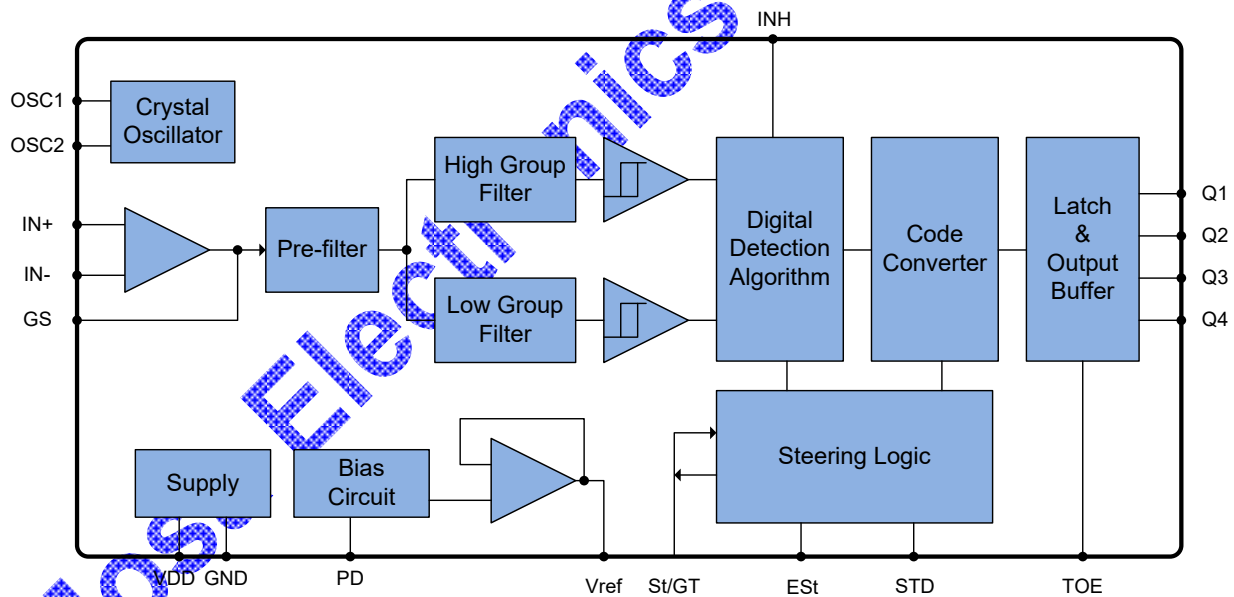 INH
OSC1
OSC2
Crystal
Oscillator
IN+
IN-
GS
Pre-filter
High Group
Filter
Low Group
Filter
Digital
Detection
Algorithm
Code
Converter
Latch
&
Output
Buffer
Q1
Q2
Q3
Q4
Supply
Bias
Circuit
Steering Logic
VDD
GND
PD
Vref
St/GT
ESt
STD
TOE